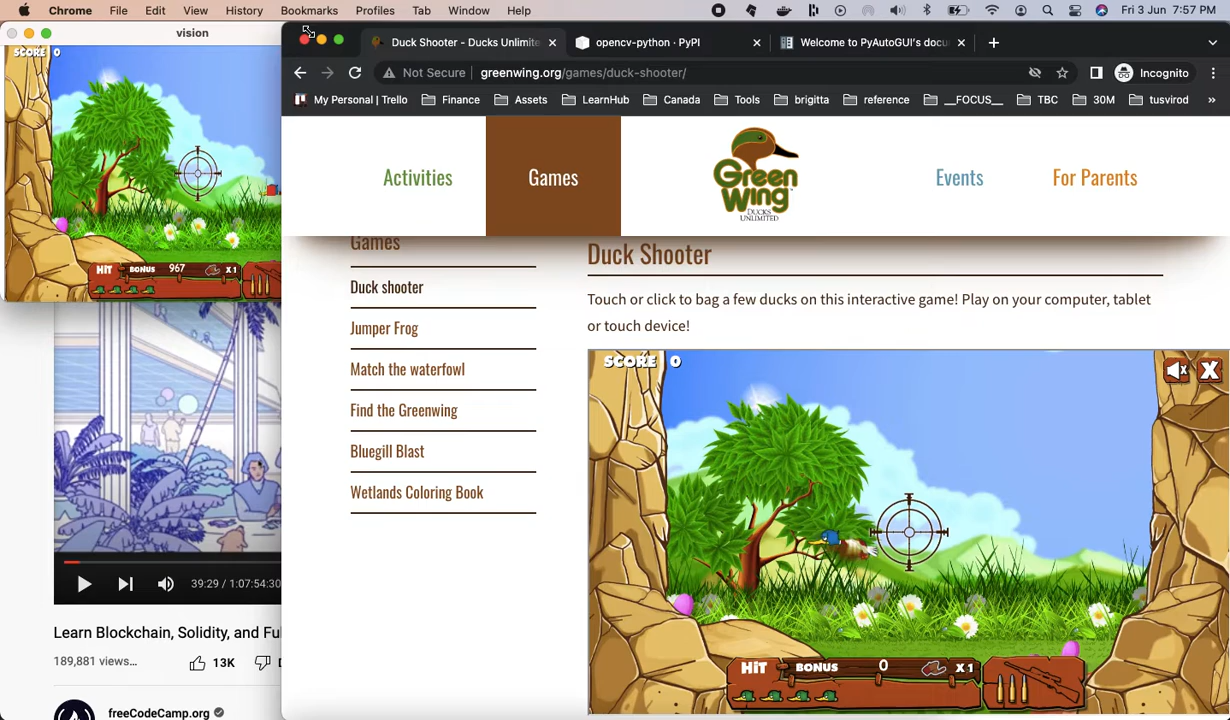 Chrome File Edit View History Bookmarks Profiles Tab Window Help Fri 3 Jun 7:57 PM
vision
SCORE 0
HIT BONUS 967 X 1
Duck Shooter - Ducks Unlimite
opencv-python · PyPI
Welcome to PyAutoGUI's docu
Not Secure greenwing.org/games/duck-shooter/ Incognito
My Personal | Trello Finance Assets LearnHub Canada Tools brigitta reference __FOCUS__ TBC 30M tusvirod »
Activities Games Green Wing DUCKS UNLIMITED Events For Parents
Games
Duck shooter
Jumper Frog
Match the waterfowl
Find the Greenwing
Bluegill Blast
Wetlands Coloring Book
Duck Shooter
Touch or click to bag a few ducks on this interactive game! Play on your computer, tablet
or touch device!
SCORE 0
X
HIT BONUS 0 X 1
39:29 / 1:07:54:30
Learn Blockchain, Solidity, and Ful
189,881 views... 13K D
freeCodeCamp.org